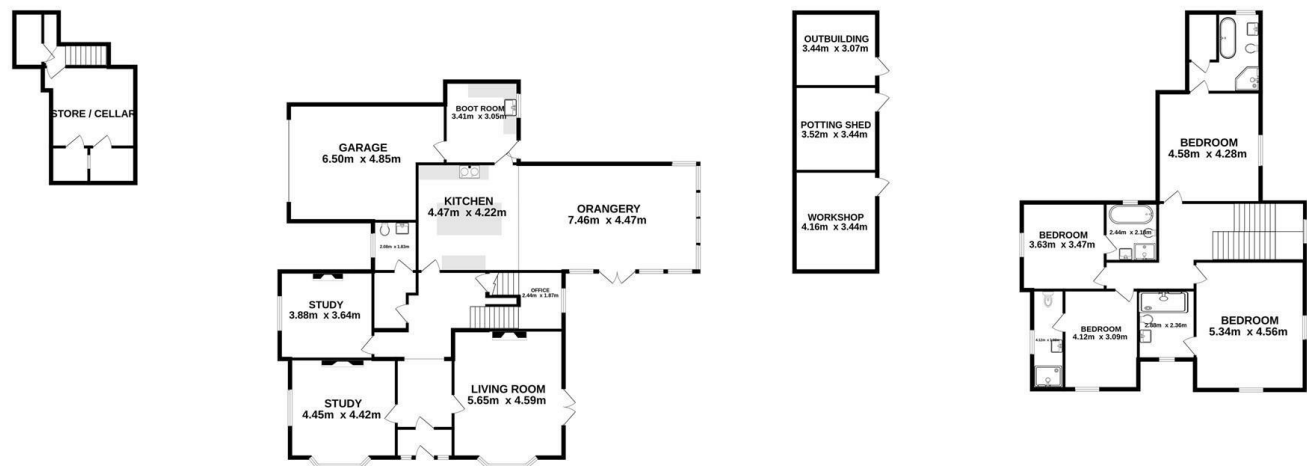 STORE / CELLAR
BOOT ROOM
3.41m x 3.05m
GARAGE
6.50m x 4.85m
KITCHEN
4.47m x 4.22m
ORANGERY
7.46m x 4.47m
STUDY
3.88m x 3.64m
OFFICE
2.44m x 1.87m
STUDY
4.45m x 4.42m
LIVING ROOM
5.65m x 4.59m
OUTBUILDING
3.44m x 3.07m
POTTING SHED
3.52m x 3.44m
WORKSHOP
4.16m x 3.44m
BEDROOM
4.58m x 4.28m
BEDROOM
3.63m x 3.47m
BEDROOM
4.12m x 3.09m
2.88m x 2.36m
BEDROOM
5.34m x 4.56m